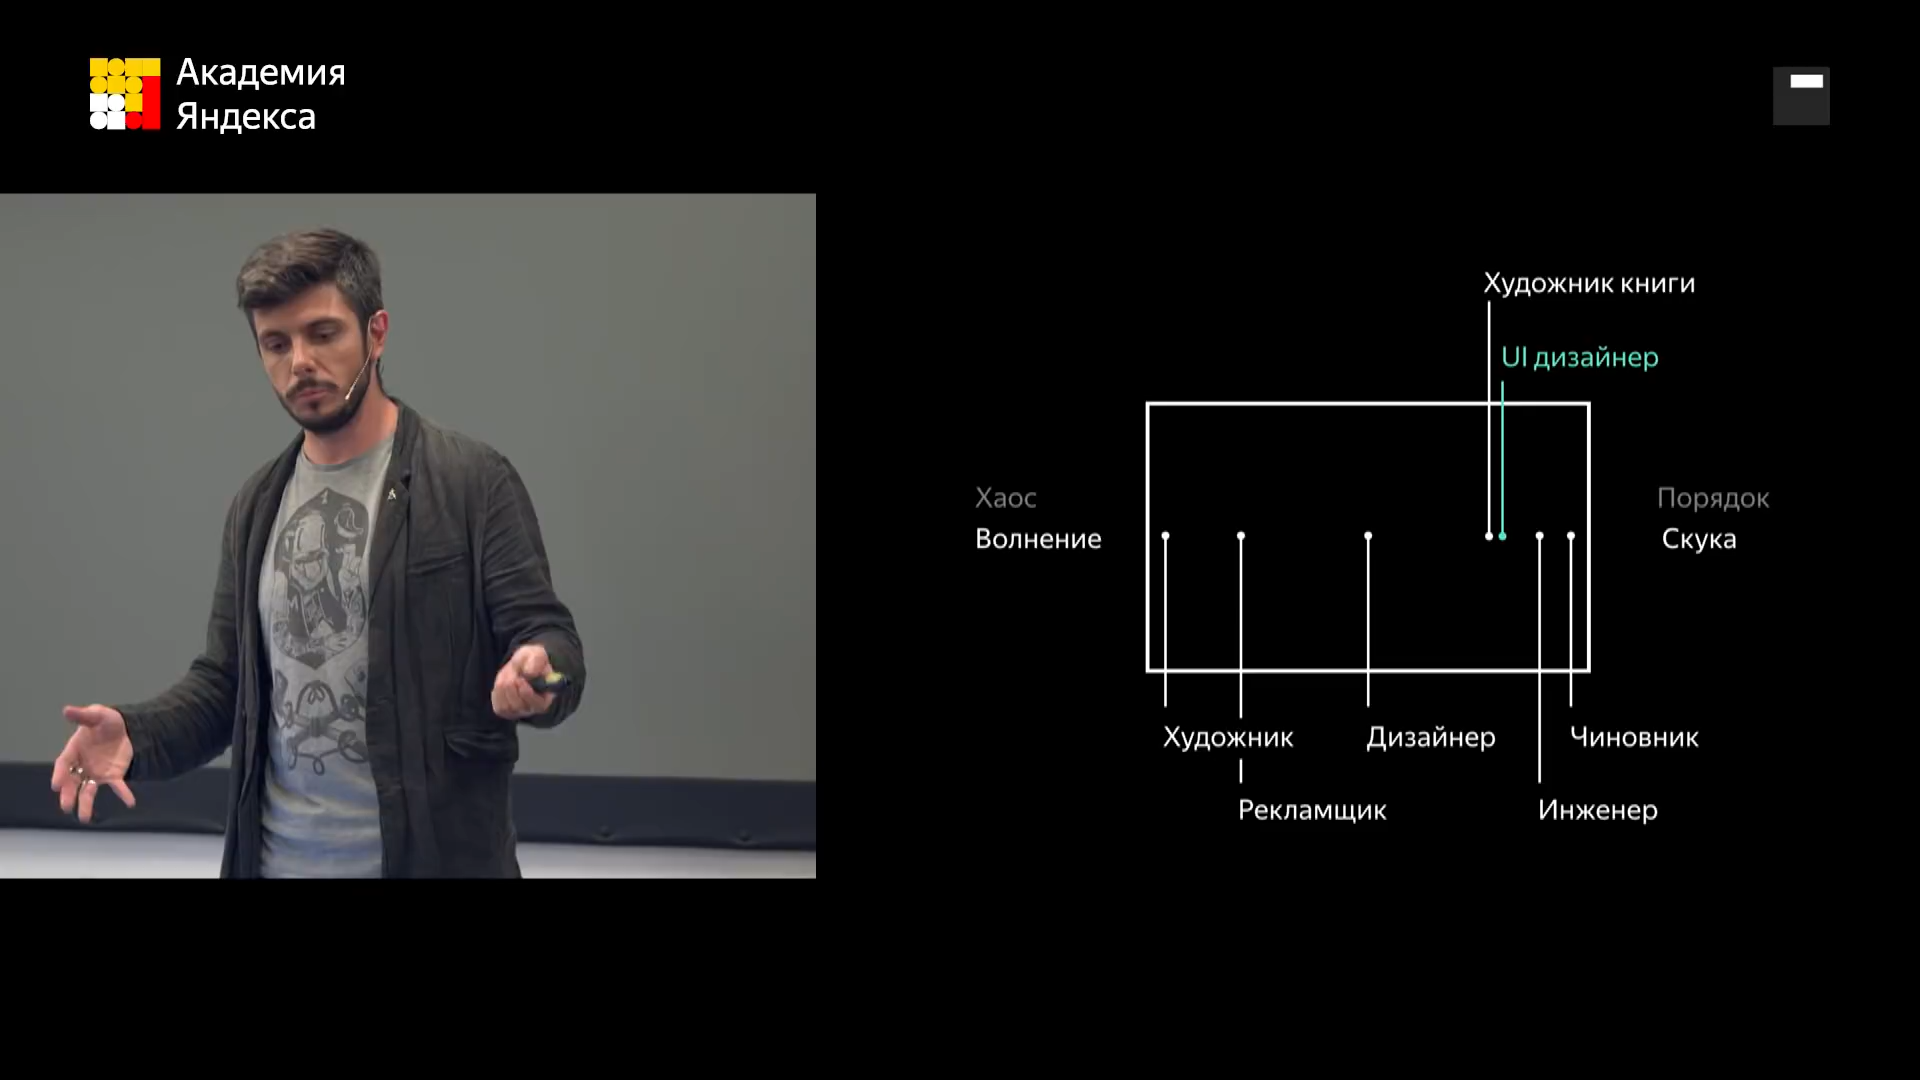 Академия
Яндекса
Художник книги
UI дизайнер
Хаос
Волнение
Порядок
Скука
Художник
Дизайнер
Чиновник
Рекламщик
Инженер